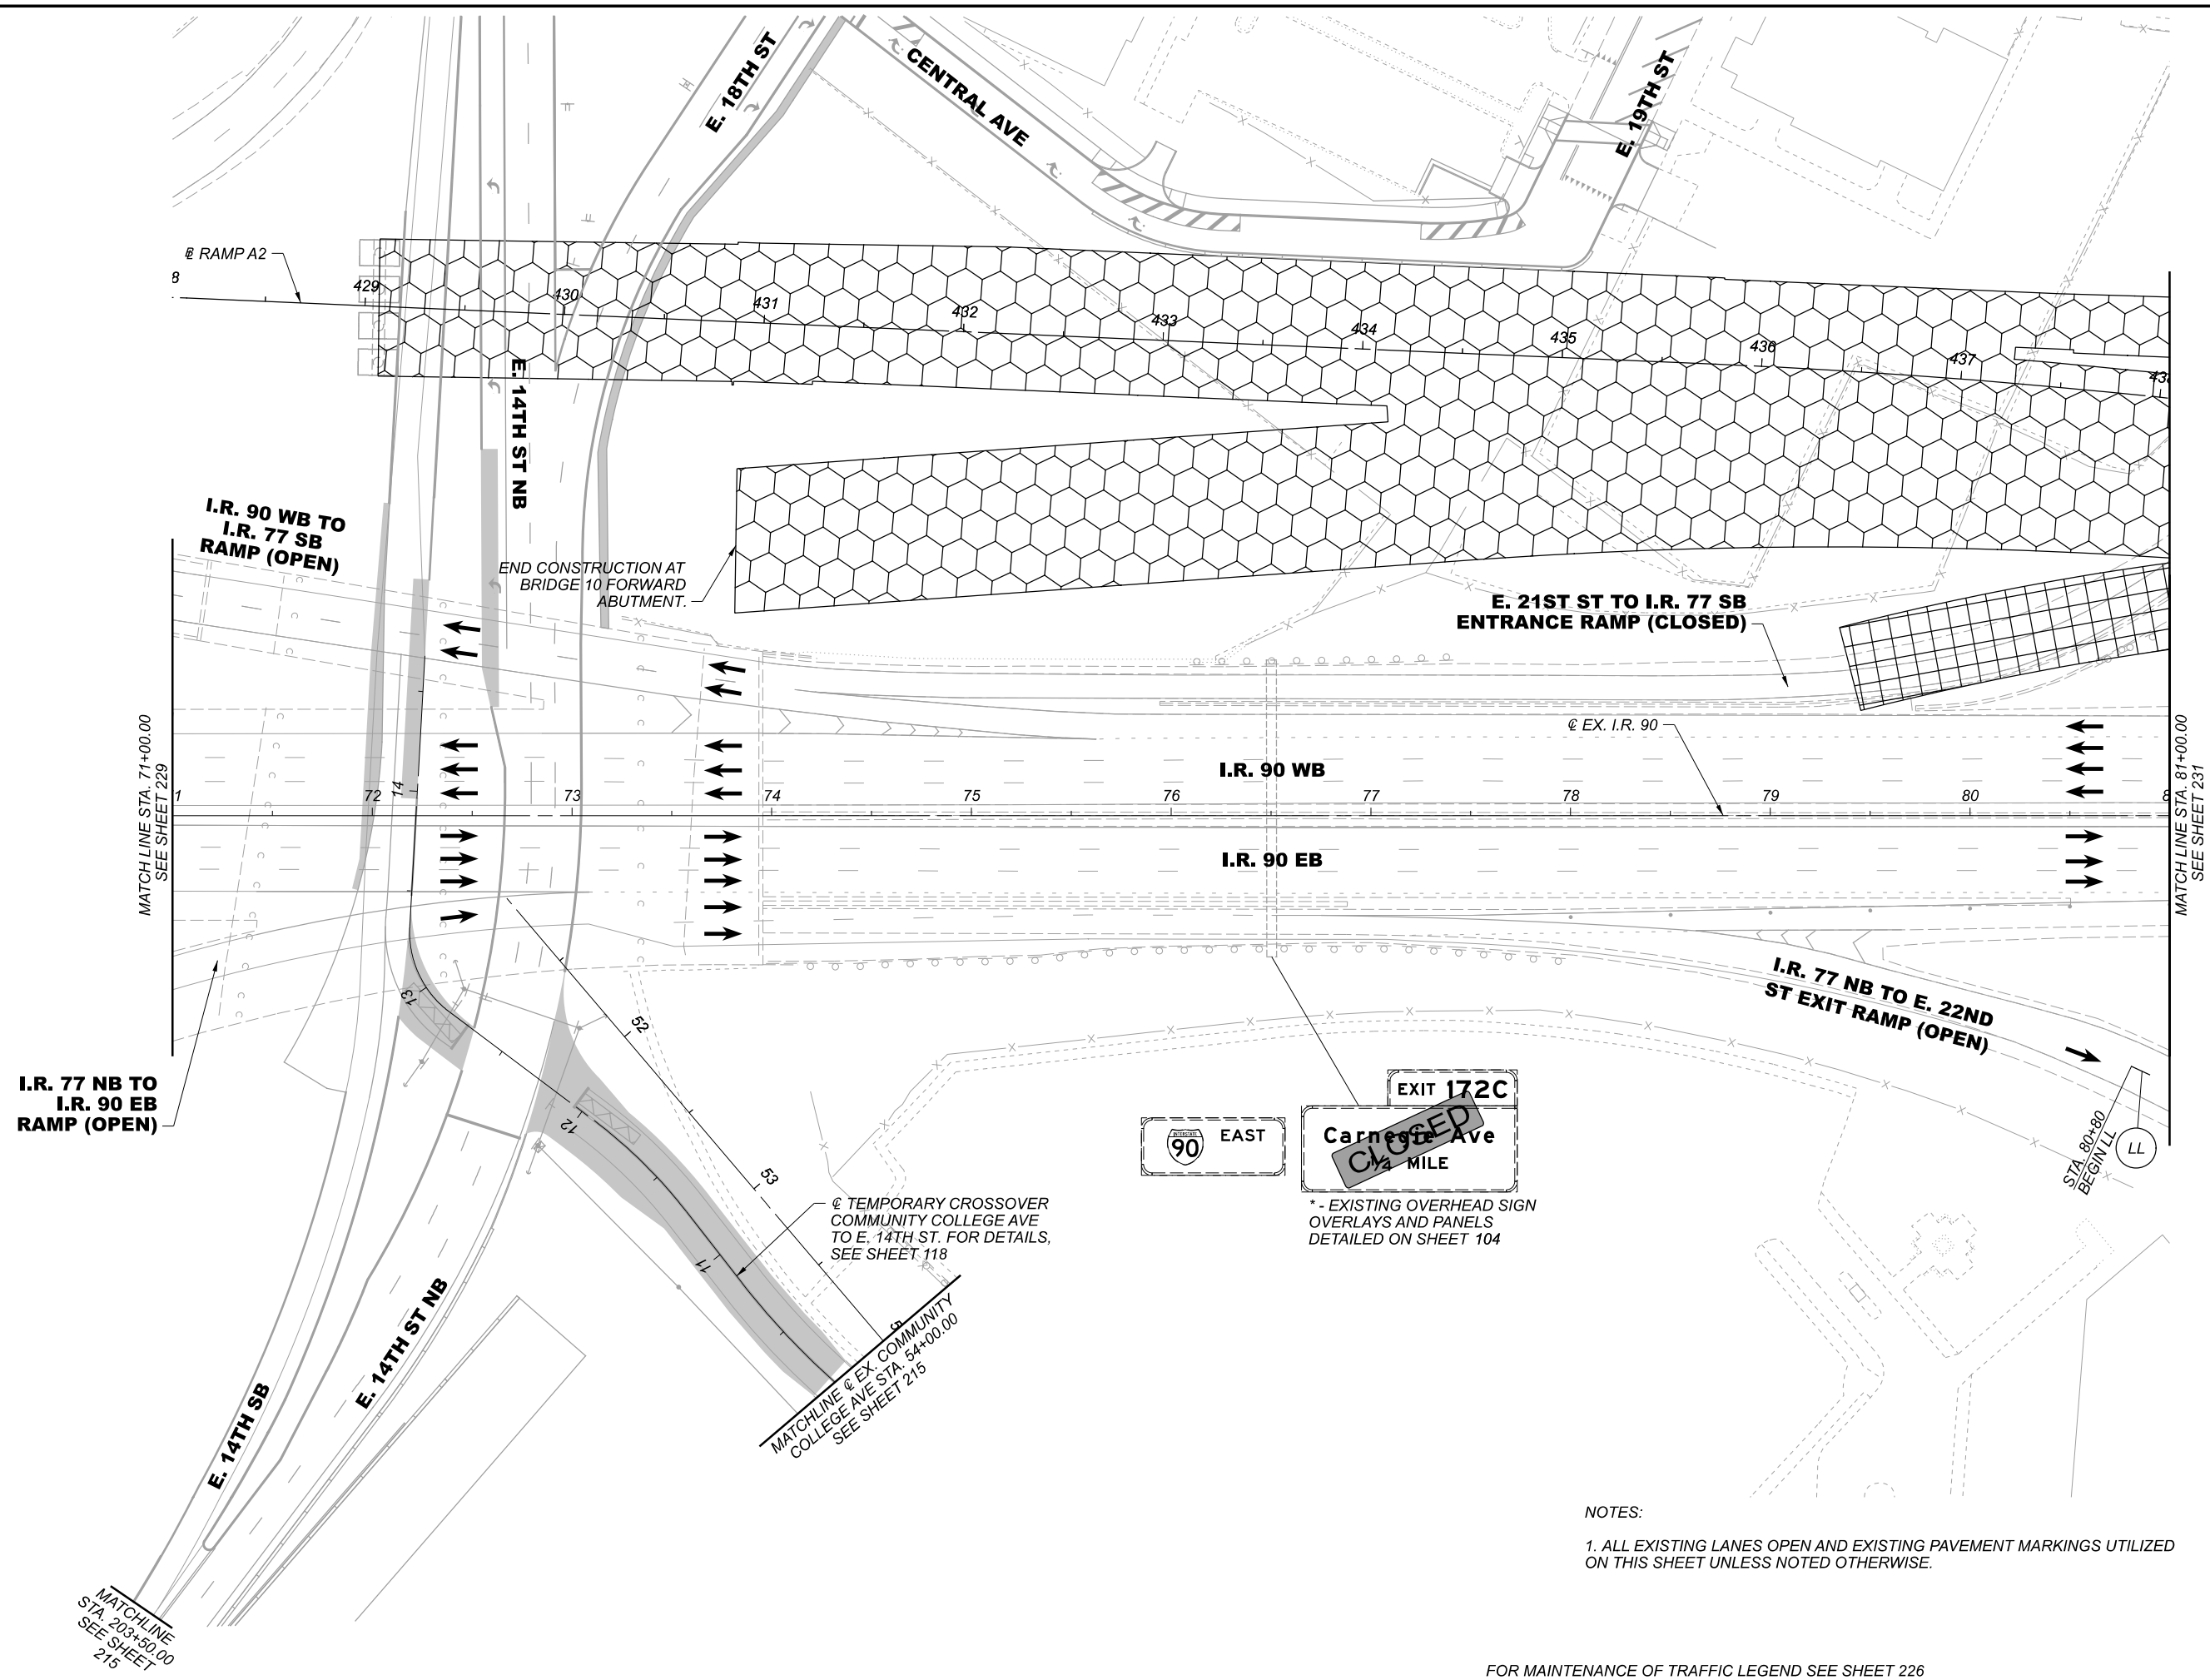 E. 18TH ST
CENTRAL AVE
E. 19TH ST
℄ RAMP A2
8
429
430
431
432
433
434
435
436
437
E. 14TH ST NB
I.R. 90 WB TO
I.R. 77 SB
RAMP (OPEN)
END CONSTRUCTION AT
BRIDGE 10 FORWARD
ABUTMENT.
E. 21ST ST TO I.R. 77 SB
ENTRANCE RAMP (CLOSED)
℄ EX. I.R. 90
MATCH LINE STA. 71+00.00
SEE SHEET 229
I.R. 90 WB
1
72
14
73
74
75
76
77
78
79
80
8
MATCH LINE STA. 81+00.00
SEE SHEET 231
I.R. 90 EB
13
52
I.R. 77 NB TO E. 22ND
ST EXIT RAMP (OPEN)
I.R. 77 NB TO
I.R. 90 EB
RAMP (OPEN)
12
53
EXIT 172C
INTERSTATE
90
EAST
Carnegie Ave
1/4 MILE
CLOSED
STA. 80+80
BEGIN LL
LL
℄ TEMPORARY CROSSOVER
COMMUNITY COLLEGE AVE
TO E. 14TH ST. FOR DETAILS,
SEE SHEET 118
* - EXISTING OVERHEAD SIGN
OVERLAYS AND PANELS
DETAILED ON SHEET 104
11
MATCHLINE ℄ EX. COMMUNITY
COLLEGE AVE STA. 54+00.00
SEE SHEET 215
E. 14TH ST NB
E. 14TH SB
MATCHLINE
STA. 203+50.00
SEE SHEET
215
NOTES:
1. ALL EXISTING LANES OPEN AND EXISTING PAVEMENT MARKINGS UTILIZED
ON THIS SHEET UNLESS NOTED OTHERWISE.
FOR MAINTENANCE OF TRAFFIC LEGEND SEE SHEET 226